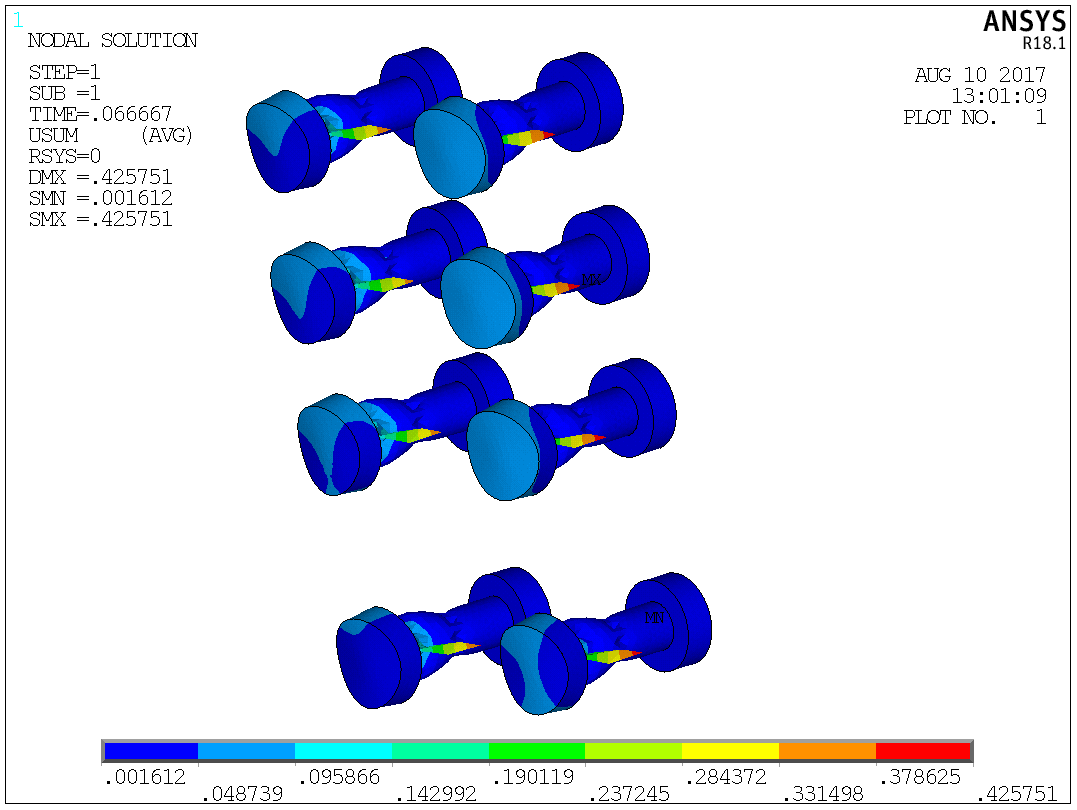 1
NODAL SOLUTION
STEP=1
SUB =1
TIME=.066667
USUM (AVG)
RSYS=0
DMX =.425751
SMN =.001612
SMX =.425751
ANSYS
R18.1
AUG 10 2017
13:01:09
PLOT NO. 1
MN
.001612 .095866 .190119 .284372 .378625
.048739 .142992 .237245 .331498 .425751